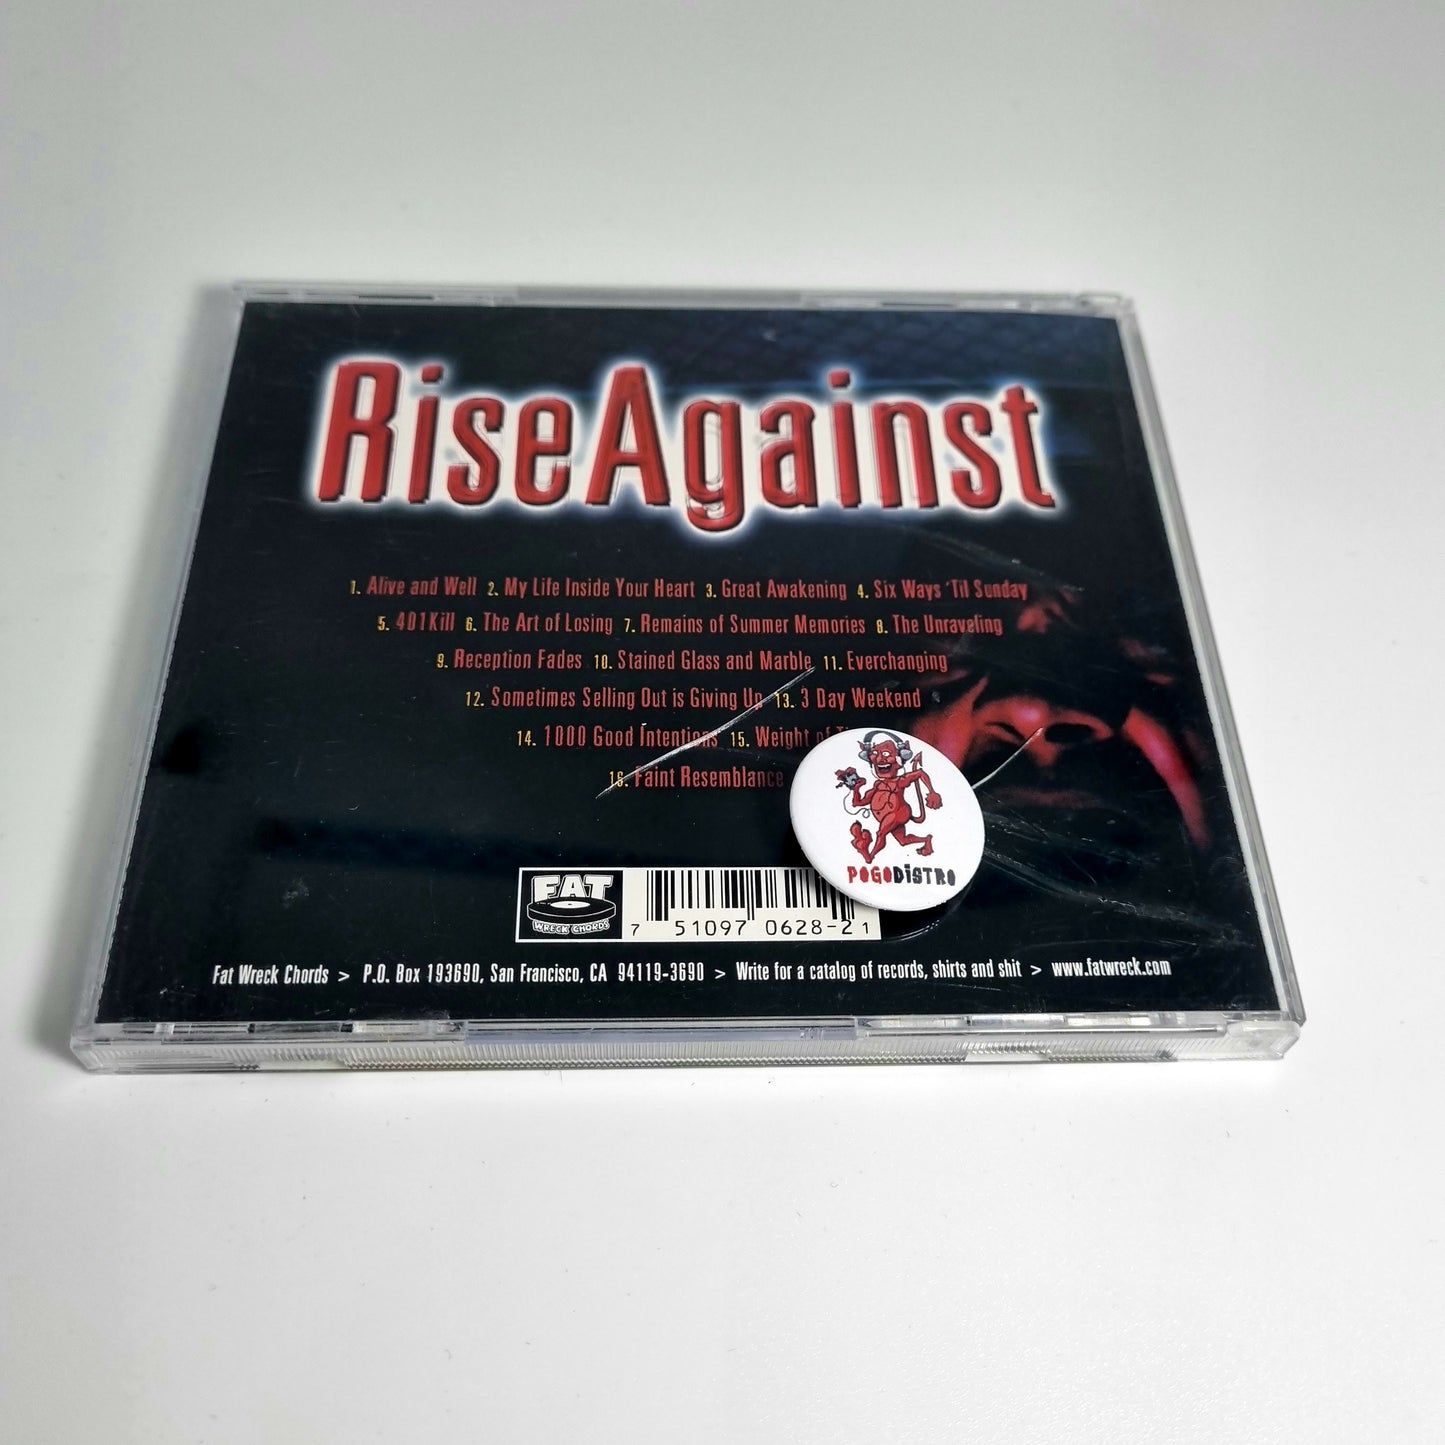 RiseAgainst
1. Alive and Well 2. My Life Inside Your Heart 3. Great Awakening 4. Six Ways 'Til Sunday
5. 401Kill 6. The Art of Losing 7. Remains of Summer Memories 8. The Unraveling
9. Reception Fades 10. Stained Glass and Marble 11. Everchanging
12. Sometimes Selling Out is Giving Up 13. 3 Day Weekend
14. 1000 Good Intentions 15. Weight of
16. Faint Resemblance
POGODISTRO
FAT
WRECK CHORDS
7 51097 0628-2 1
Fat Wreck Chords > P.O. Box 193690, San Francisco, CA 94119-3690 > Write for a catalog of records, shirts and shit > www.fatwreck.com